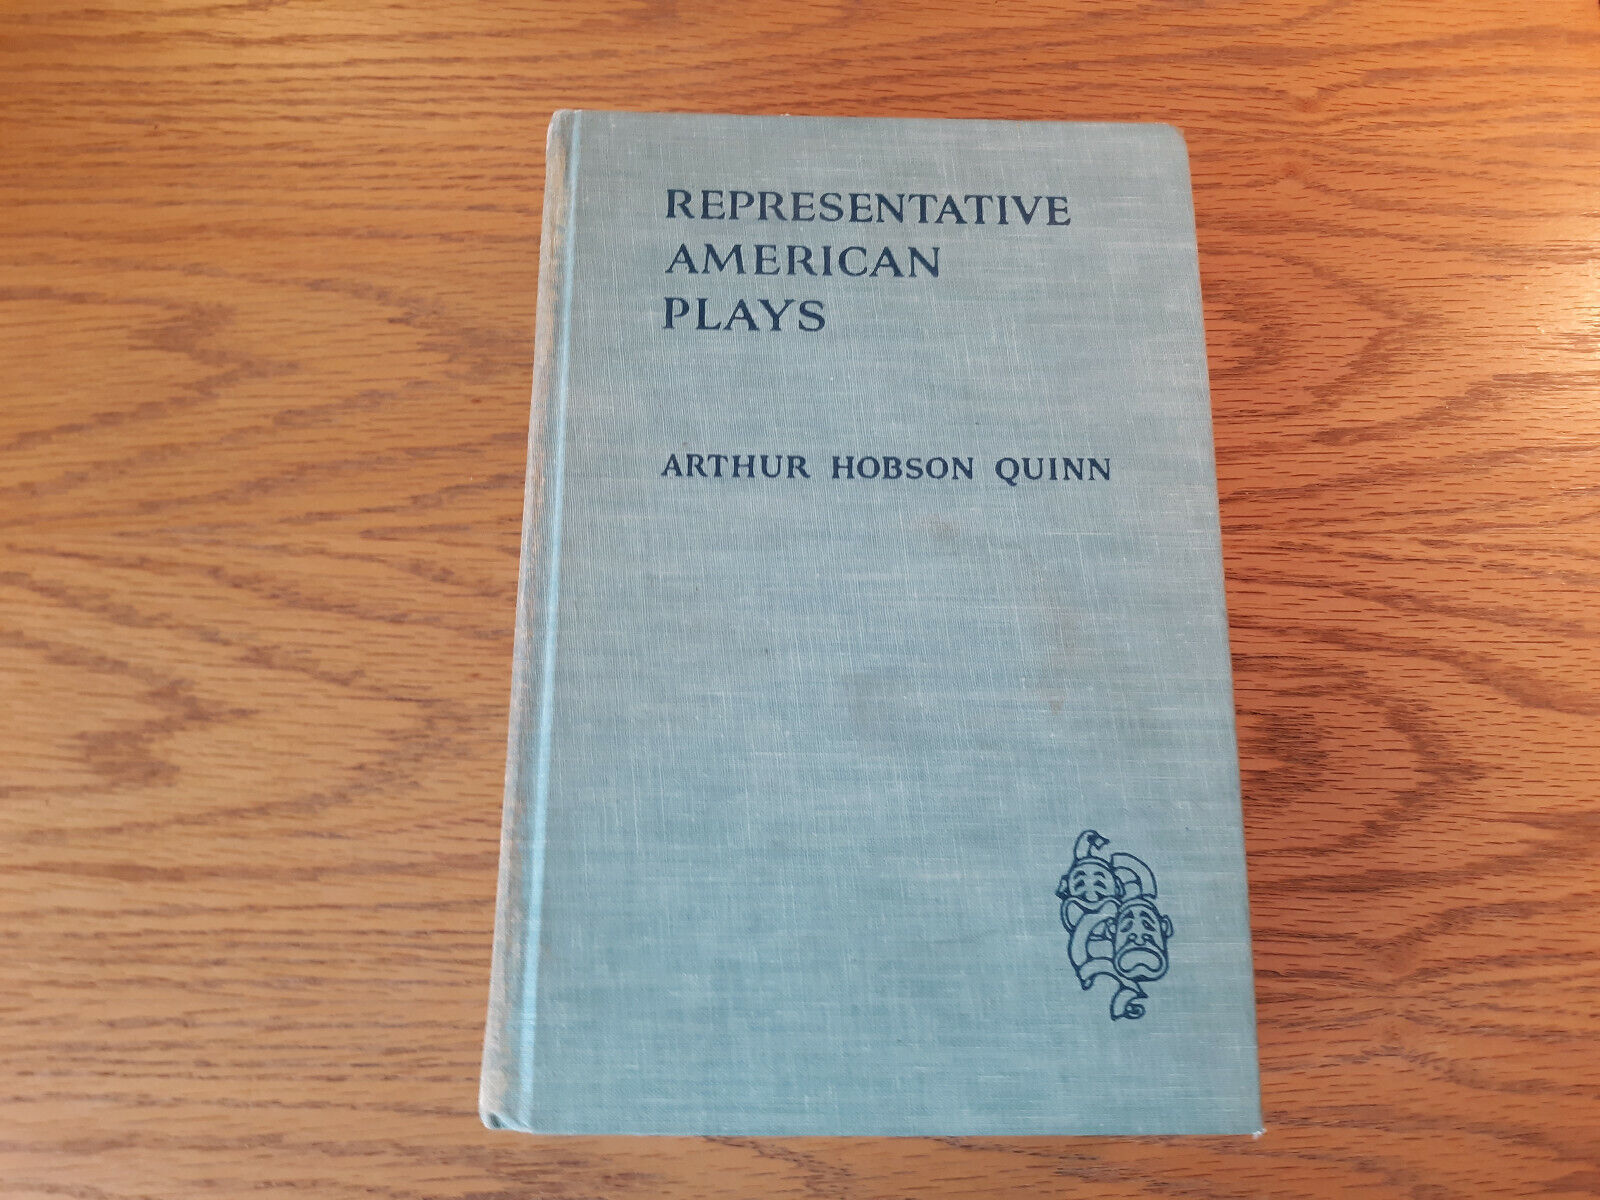 REPRESENTATIVE
AMERICAN
PLAYS
ARTHUR HOBSON QUINN